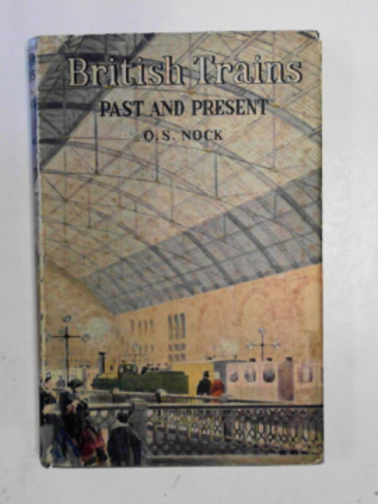 British Trains
PAST AND PRESENT
O. S. NOCK